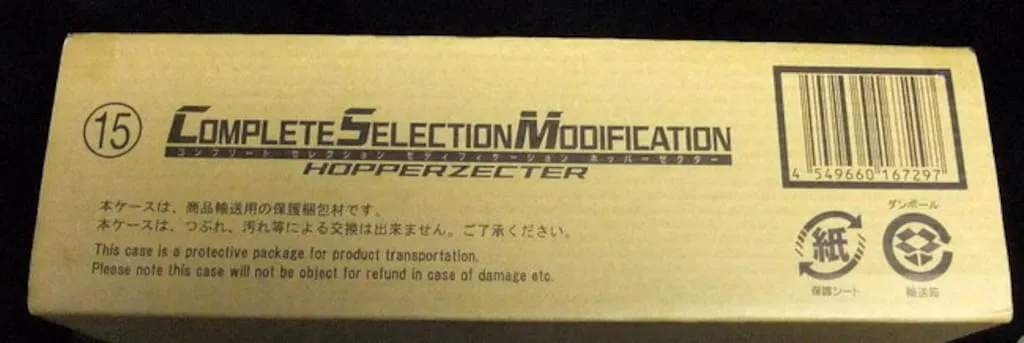 15
COMPLETE SELECTION MODIFICATION
コンプリート セレクション モディフィケーション ホッパーゼクター
HOPPERZECTER
本ケースは、商品輸送用の保護梱包材です。
本ケースは、つぶれ、汚れ等による交換は出来ません。ご了承ください。
This case is a protective package for product transportation.
Please note this case will not be object for refund in case of damage etc.
4 549660 167297
紙
保護シート
ダンボール
輸送箱